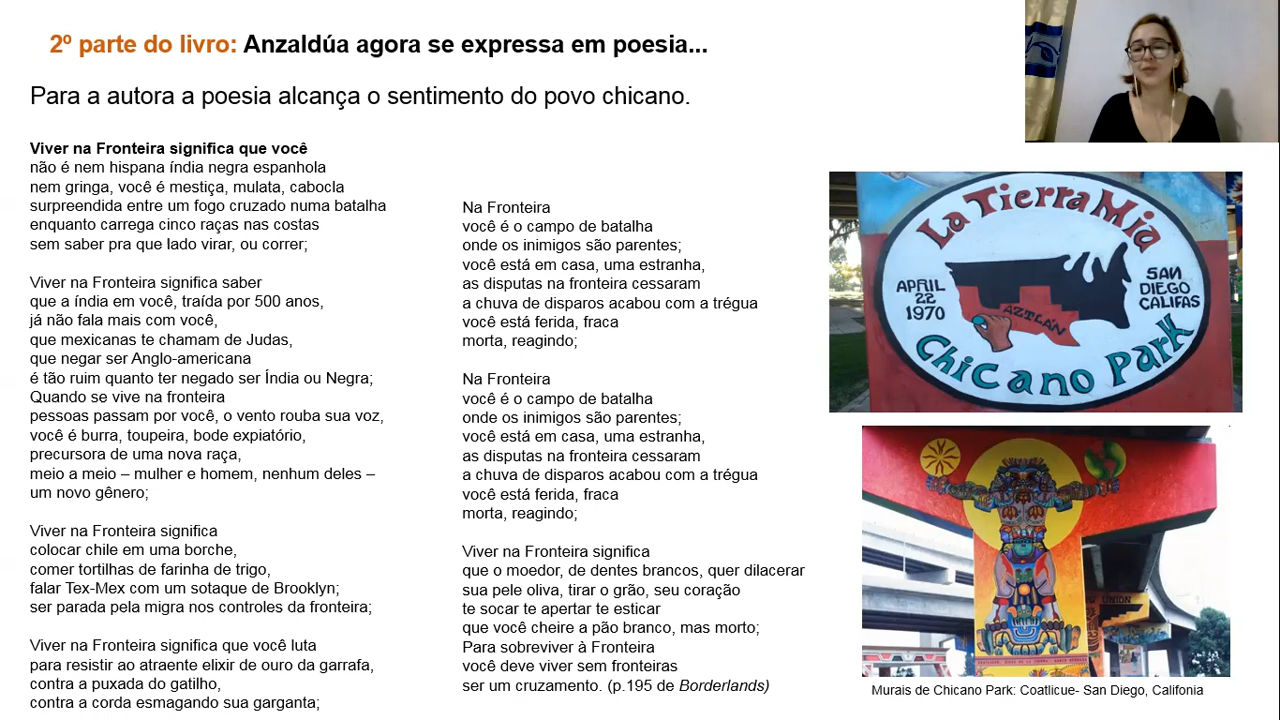 2º parte do livro: Anzaldúa agora se expressa em poesia...
Para a autora a poesia alcança o sentimento do povo chicano.
Viver na Fronteira significa que você
não é nem hispana índia negra espanhola
nem gringa, você é mestiça, mulata, cabocla
surpreendida entre um fogo cruzado numa batalha
enquanto carrega cinco raças nas costas
sem saber pra que lado virar, ou correr;
Viver na Fronteira significa saber
que a índia em você, traída por 500 anos,
já não fala mais com você,
que mexicanas te chamam de Judas,
que negar ser Anglo-americana
é tão ruim quanto ter negado ser Índia ou Negra;
Quando se vive na fronteira
pessoas passam por você, o vento rouba sua voz,
você é burra, toupeira, bode expiatório,
precursora de uma nova raça,
meio a meio – mulher e homem, nenhum deles –
um novo gênero;
Viver na Fronteira significa
colocar chile em uma borche,
comer tortilhas de farinha de trigo,
falar Tex-Mex com um sotaque de Brooklyn;
ser parada pela migra nos controles da fronteira;
Viver na Fronteira significa que você luta
para resistir ao atraente elixir de ouro da garrafa,
contra a puxada do gatilho,
contra a corda esmagando sua garganta;
Na Fronteira
você é o campo de batalha
onde os inimigos são parentes;
você está em casa, uma estranha,
as disputas na fronteira cessaram
a chuva de disparos acabou com a trégua
você está ferida, fraca
morta, reagindo;
Na Fronteira
você é o campo de batalha
onde os inimigos são parentes;
você está em casa, uma estranha,
as disputas na fronteira cessaram
a chuva de disparos acabou com a trégua
você está ferida, fraca
morta, reagindo;
Viver na Fronteira significa
que o moedor, de dentes brancos, quer dilacerar
sua pele oliva, tirar o grão, seu coração
te socar te apertar te esticar
que você cheire a pão branco, mas morto;
Para sobreviver à Fronteira
você deve viver sem fronteiras
ser um cruzamento. (p.195 de Borderlands)
La Tierra Mia
APRIL
22
1970
SAN
DIEGO
CALIFAS
AZTLÁN
Chicano Park
UNION
Murais de Chicano Park: Coatlicue- San Diego, Califonia